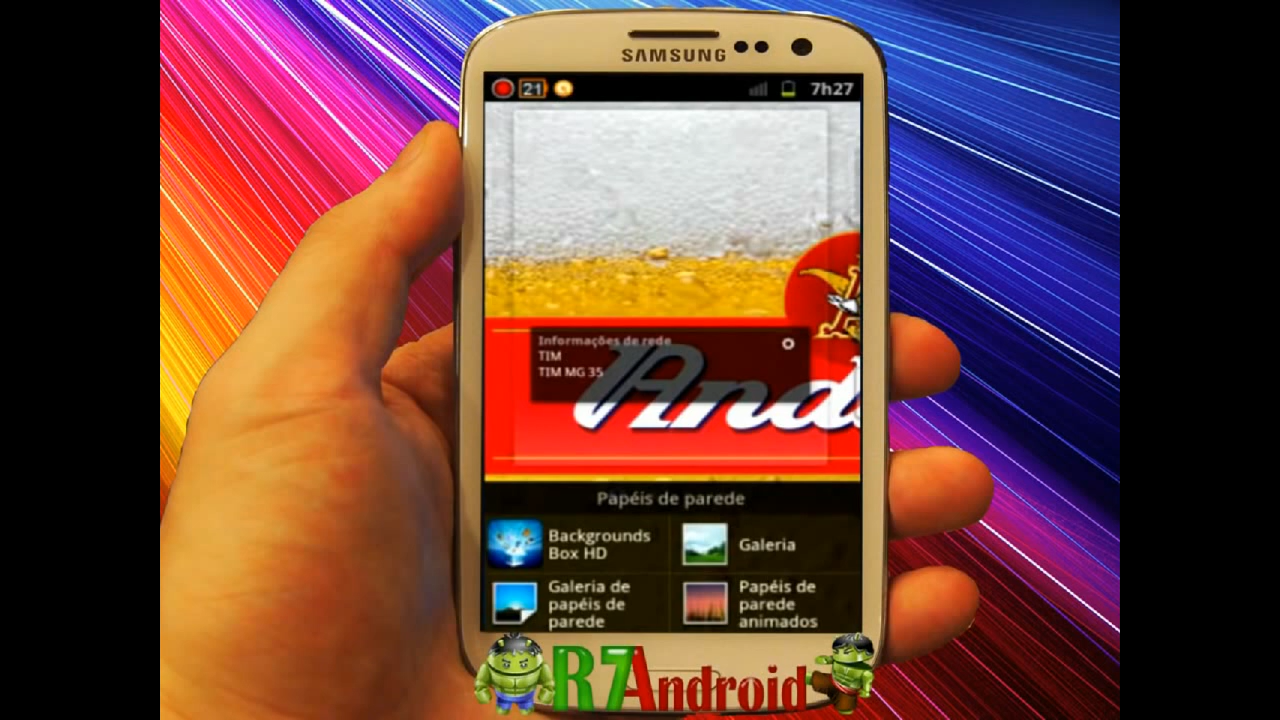 SAMSUNG
21
7h27
Informações de rede
TIM
TIM MG 35
And
Papéis de parede
Backgrounds
Box HD
Galeria
Galeria de
papéis de
parede
Papéis de
parede
animados
R7Android